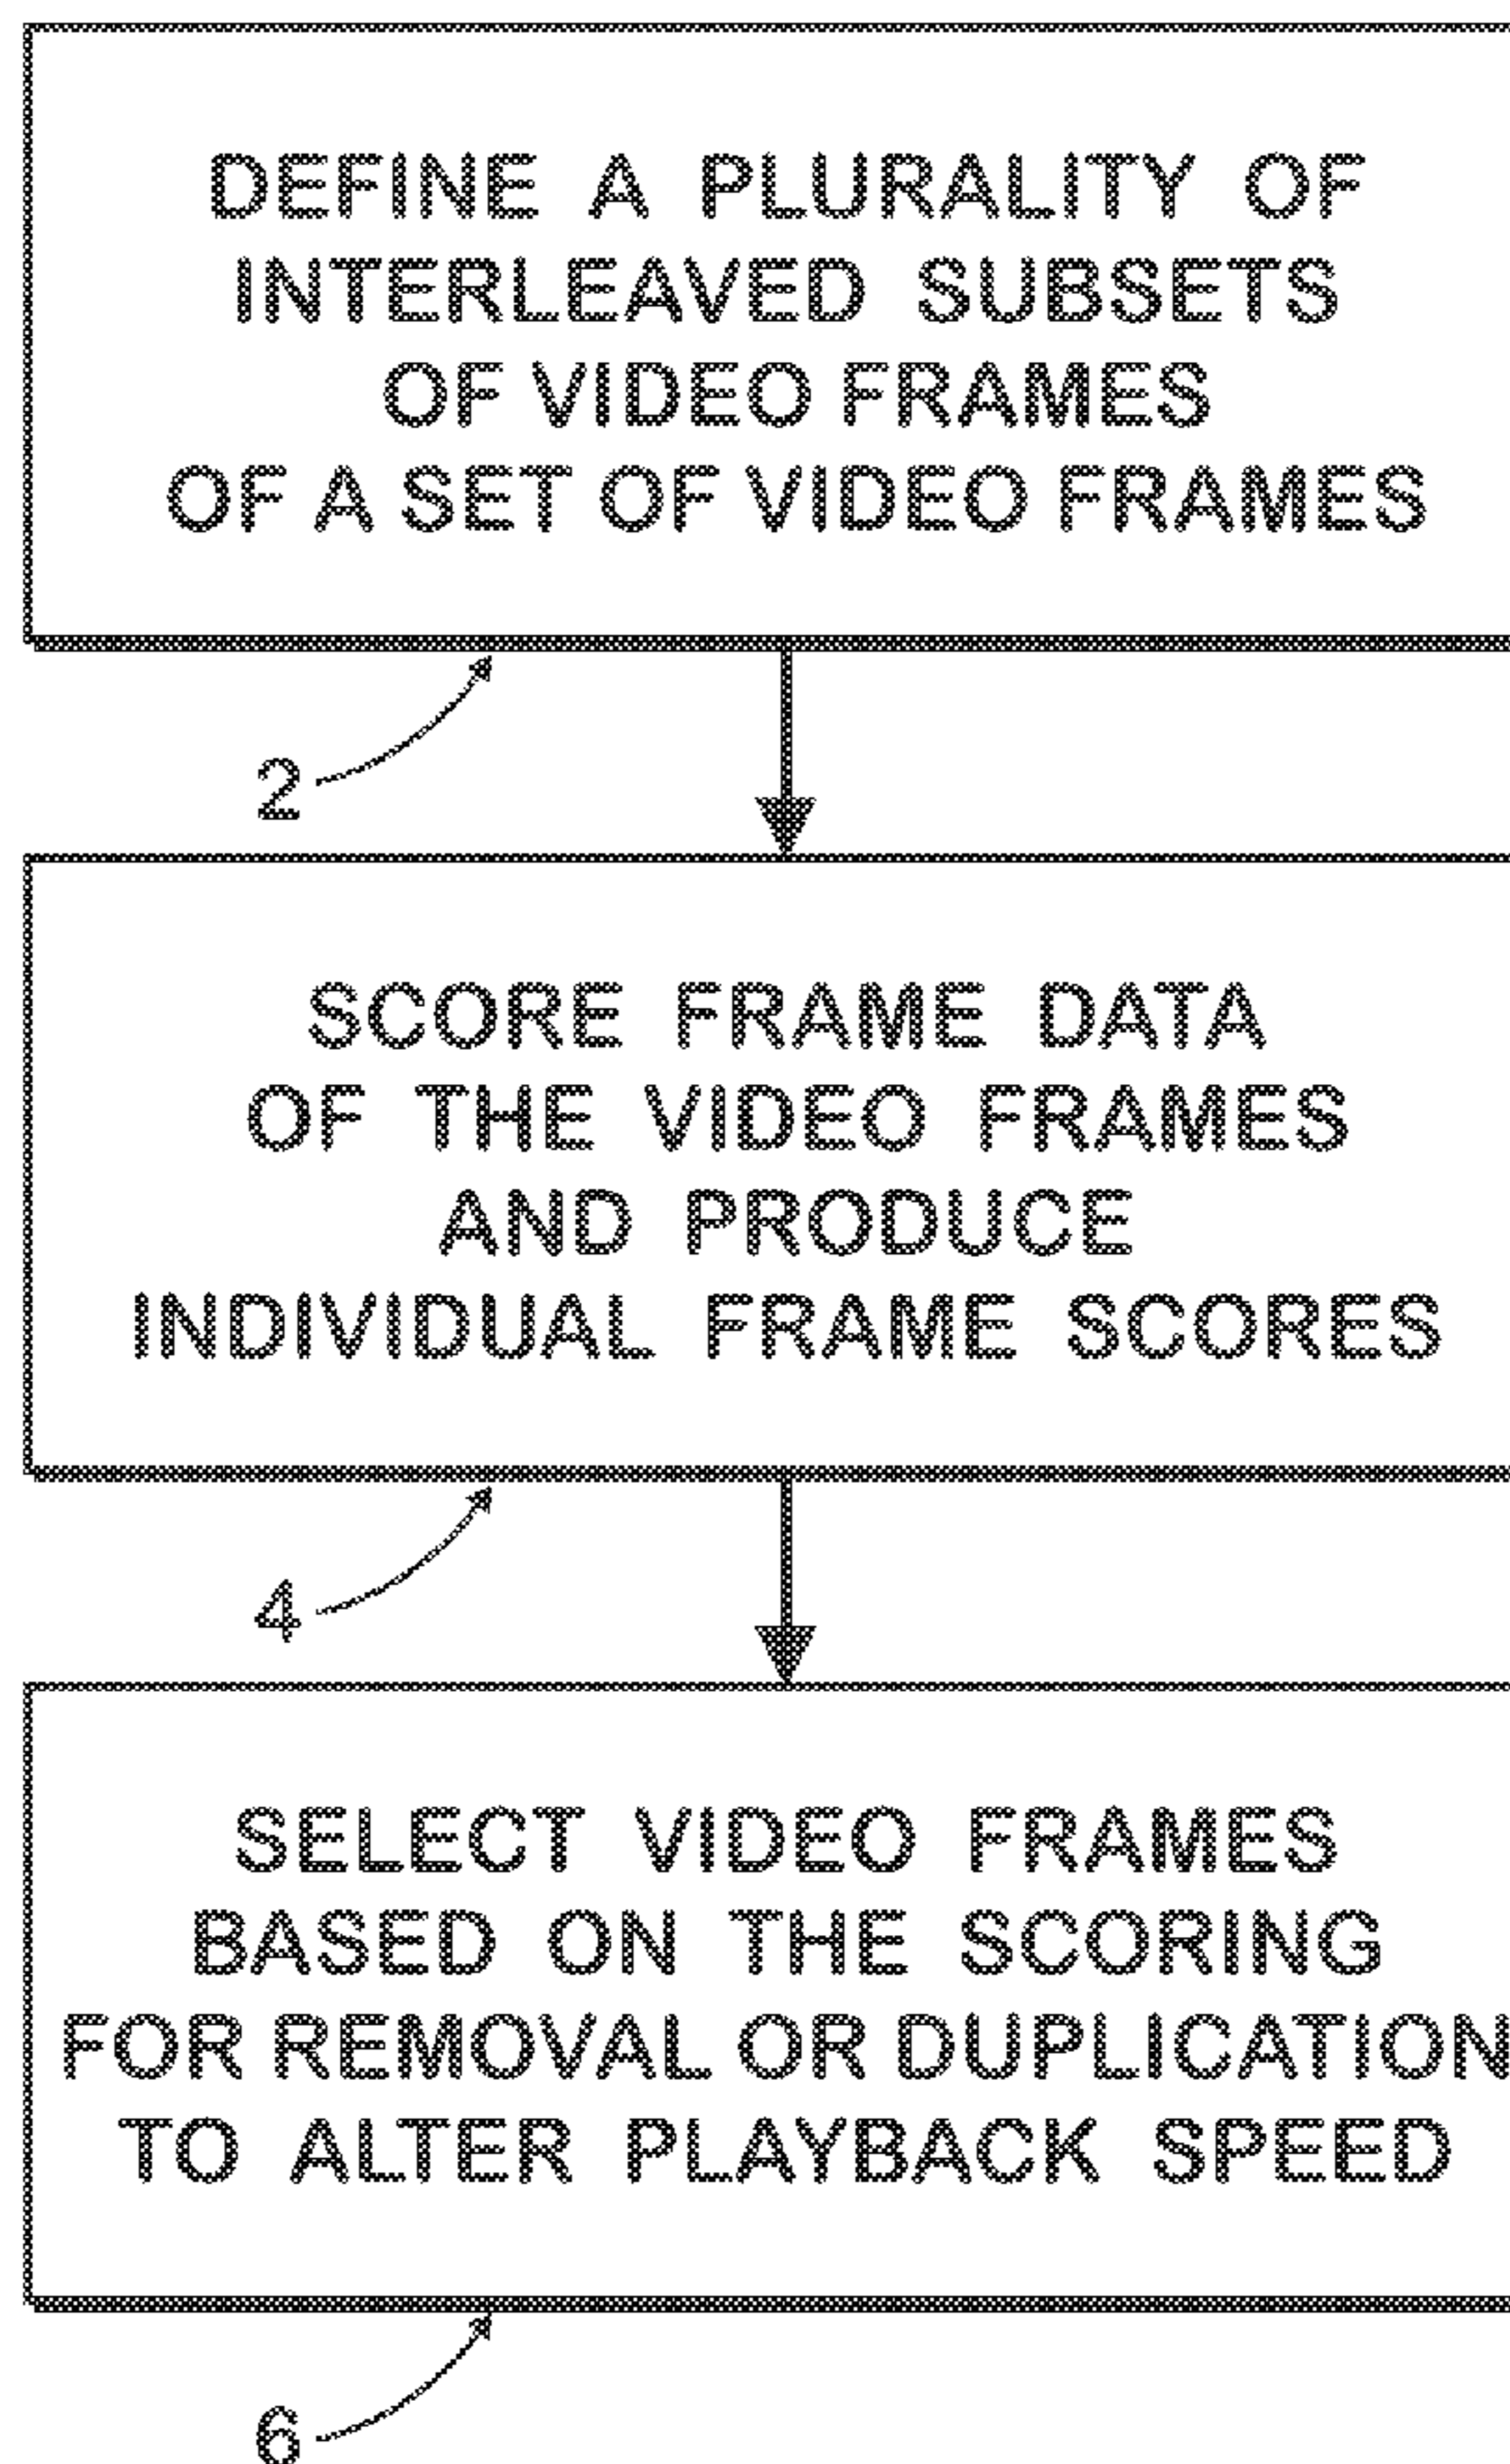 DEFINE A PLURALITY OF
INTERLEAVED SUBSETS
OF VIDEO FRAMES
OF A SET OF VIDEO FRAMES
2
SCORE FRAME DATA
OF THE VIDEO FRAMES
AND PRODUCE
INDIVIDUAL FRAME SCORES
4
SELECT VIDEO FRAMES
BASED ON THE SCORING
FOR REMOVAL OR DUPLICATION
TO ALTER PLAYBACK SPEED
6